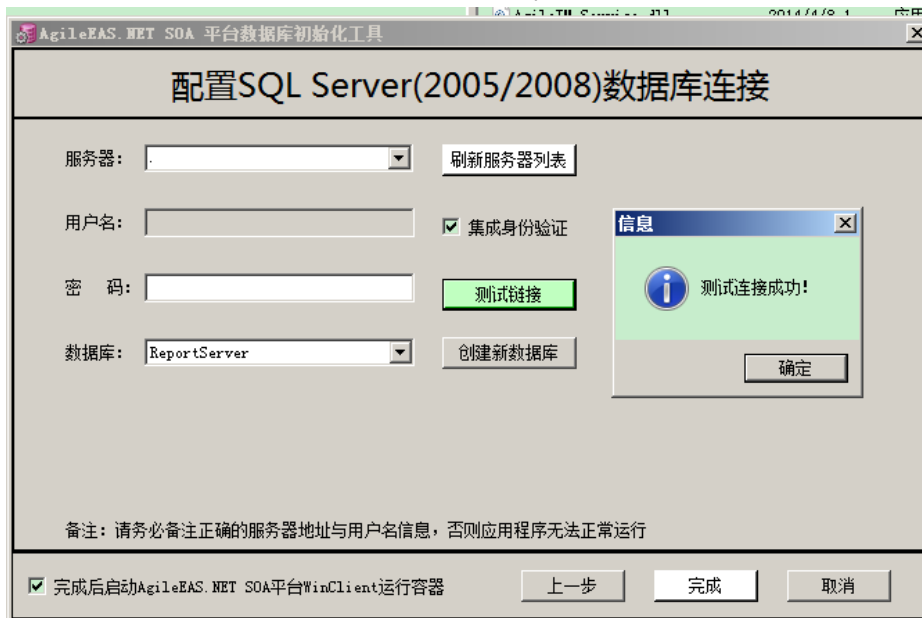 2014/4/8 1
AgileEAS.NET SOA 平台数据库初始化工具
配置SQL Server(2005/2008)数据库连接
服务器: .
刷新服务器列表
用户名:
集成身份验证
密 码:
测试链接
数据库: ReportServer
创建新数据库
信息
测试连接成功!
确定
备注: 请务必备注正确的服务器地址与用户名信息，否则应用程序无法正常运行
完成后启动AgileEAS.NET SOA平台WinClient运行容器
上一步
完成
取消